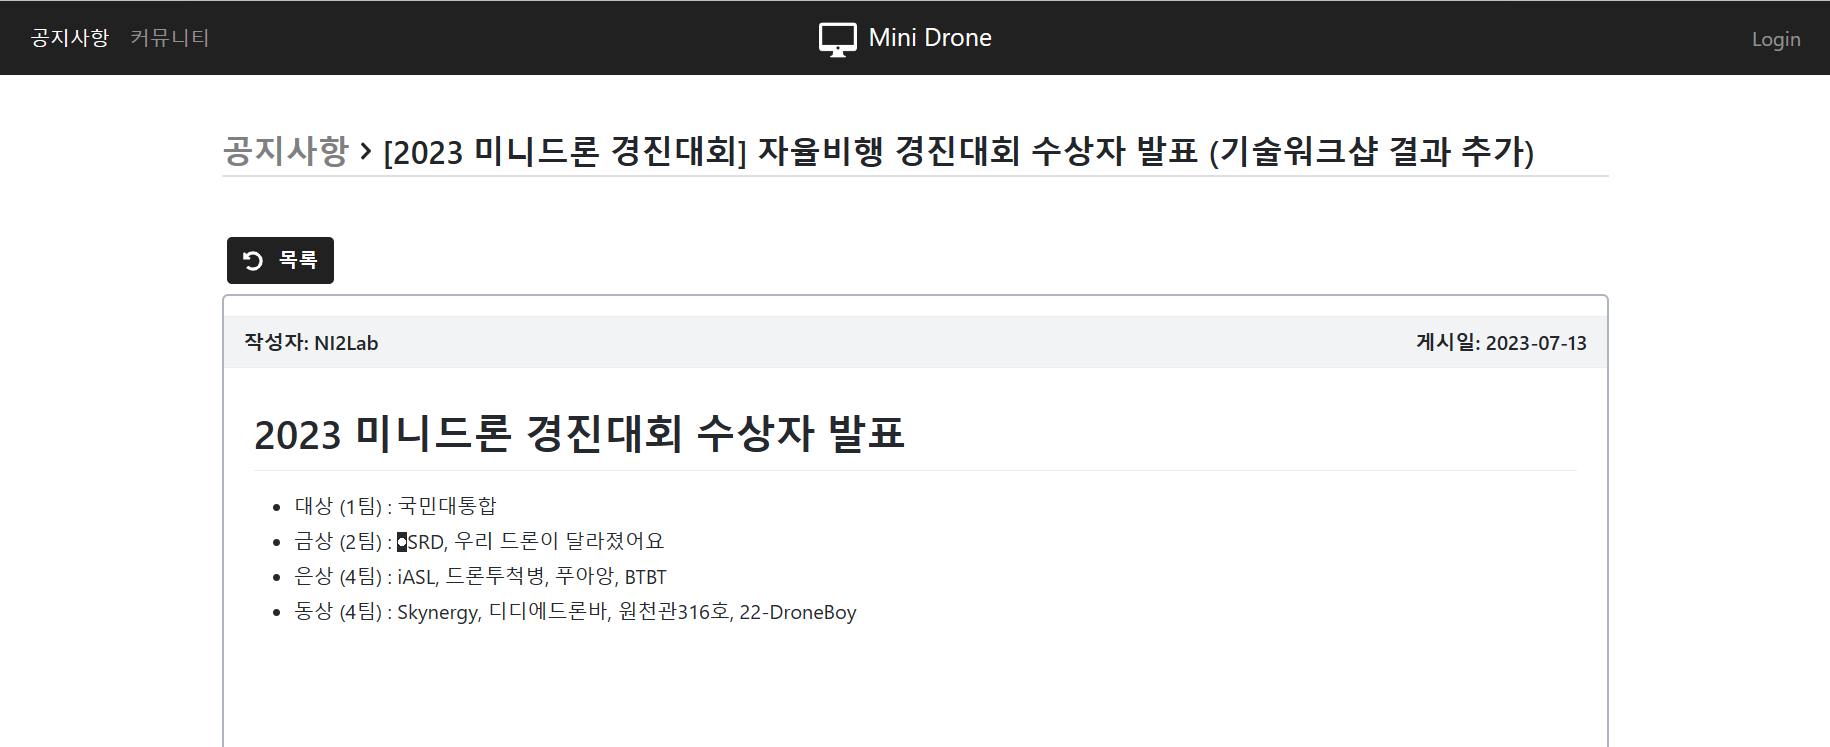 공지사항 커뮤니티 Mini Drone Login
공지사항 > [2023 미니드론 경진대회] 자율비행 경진대회 수상자 발표 (기술워크샵 결과 추가)
목록
작성자: NI2Lab 게시일: 2023-07-13
2023 미니드론 경진대회 수상자 발표
• 대상 (1팀) : 국민대통합
• 금상 (2팀) : ◘SRD, 우리 드론이 달라졌어요
• 은상 (4팀) : iASL, 드론투척병, 푸아앙, BTBT
• 동상 (4팀) : Skynergy, 디디에드론바, 원천관316호, 22-DroneBoy